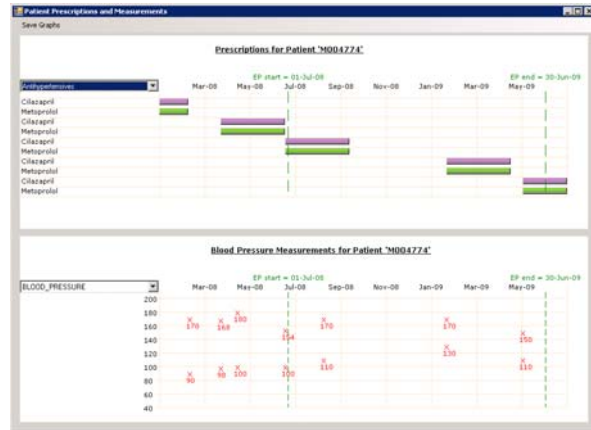 Patient Prescriptions and Measurements
Save Graphs
Prescriptions for Patient 'M004774'
EP start = 01-Jul-08 EP end = 30-Jun-09
Antihypertensives Mar-08 May-08 Jul-08 Sep-08 Nov-08 Jan-09 Mar-09 May-09
Cilazapril
Metoprolol
Cilazapril
Metoprolol
Cilazapril
Metoprolol
Cilazapril
Metoprolol
Cilazapril
Metoprolol
Blood Pressure Measurements for Patient 'M004774'
EP start = 01-Jul-08 EP end = 30-Jun-09
BLOOD_PRESSURE Mar-08 May-08 Jul-08 Sep-08 Nov-08 Jan-09 Mar-09 May-09
200
180
170 168 180 170 170
160
154 150
140
130
120
110 110
100
90 98 100 100
80
60
40